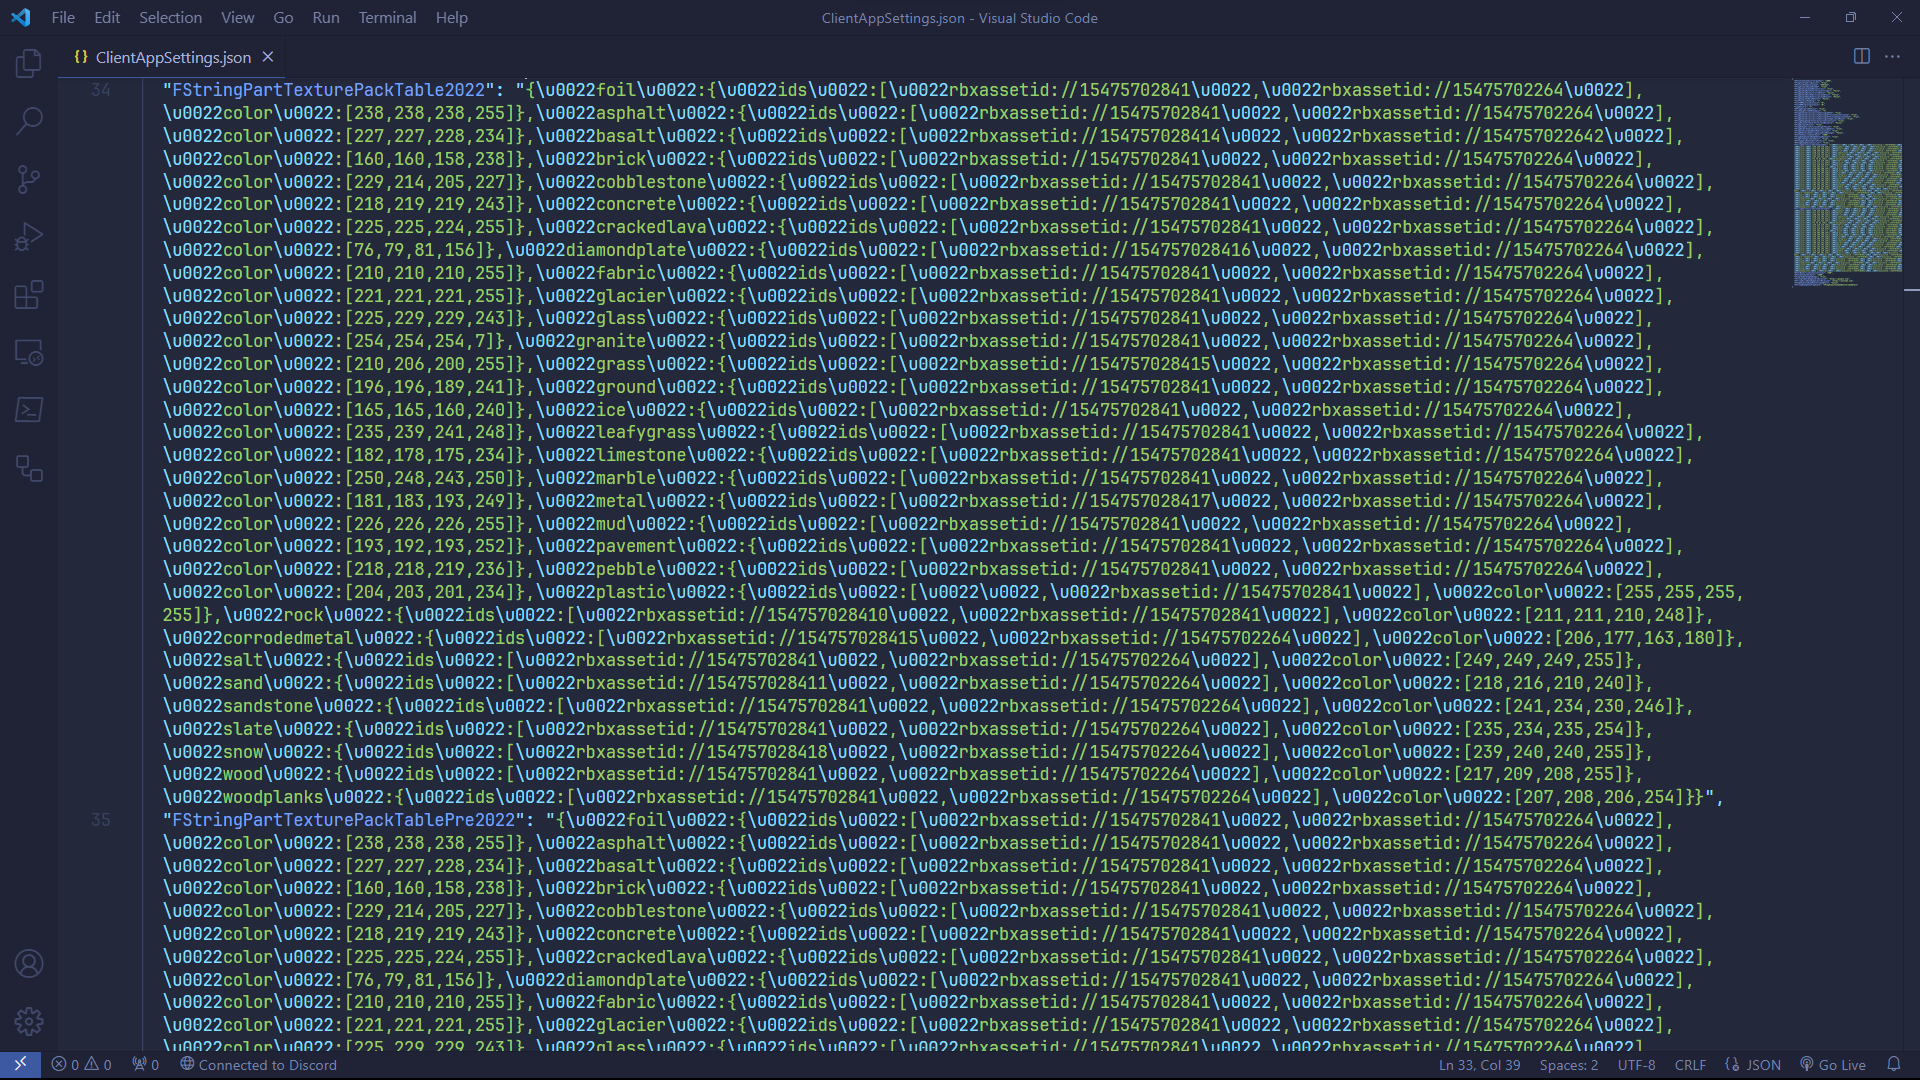 File Edit Selection View Go Run Terminal Help
ClientAppSettings.json - Visual Studio Code
{} ClientAppSettings.json
34 "FStringPartTexturePackTable2022": "{\u0022foil\u0022:{\u0022ids\u0022:[\u0022rbxassetid://15475702841\u0022,\u0022rbxassetid://15475702264\u0022],
\u0022color\u0022:[238,238,238,255]},\u0022asphalt\u0022:{\u0022ids\u0022:[\u0022rbxassetid://15475702841\u0022,\u0022rbxassetid://15475702264\u0022],
\u0022color\u0022:[227,227,228,234]},\u0022basalt\u0022:{\u0022ids\u0022:[\u0022rbxassetid://154757028414\u0022,\u0022rbxassetid://154757022642\u0022],
\u0022color\u0022:[160,160,158,238]},\u0022brick\u0022:{\u0022ids\u0022:[\u0022rbxassetid://15475702841\u0022,\u0022rbxassetid://15475702264\u0022],
\u0022color\u0022:[229,214,205,227]},\u0022cobblestone\u0022:{\u0022ids\u0022:[\u0022rbxassetid://15475702841\u0022,\u0022rbxassetid://15475702264\u0022],
\u0022color\u0022:[218,219,219,243]},\u0022concrete\u0022:{\u0022ids\u0022:[\u0022rbxassetid://15475702841\u0022,\u0022rbxassetid://15475702264\u0022],
\u0022color\u0022:[225,225,224,255]},\u0022crackedlava\u0022:{\u0022ids\u0022:[\u0022rbxassetid://15475702841\u0022,\u0022rbxassetid://15475702264\u0022],
\u0022color\u0022:[76,79,81,156]},\u0022diamondplate\u0022:{\u0022ids\u0022:[\u0022rbxassetid://154757028416\u0022,\u0022rbxassetid://15475702264\u0022],
\u0022color\u0022:[210,210,210,255]},\u0022fabric\u0022:{\u0022ids\u0022:[\u0022rbxassetid://15475702841\u0022,\u0022rbxassetid://15475702264\u0022],
\u0022color\u0022:[221,221,221,255]},\u0022glacier\u0022:{\u0022ids\u0022:[\u0022rbxassetid://15475702841\u0022,\u0022rbxassetid://15475702264\u0022],
\u0022color\u0022:[225,229,229,243]},\u0022glass\u0022:{\u0022ids\u0022:[\u0022rbxassetid://15475702841\u0022,\u0022rbxassetid://15475702264\u0022],
\u0022color\u0022:[254,254,254,7]},\u0022granite\u0022:{\u0022ids\u0022:[\u0022rbxassetid://15475702841\u0022,\u0022rbxassetid://15475702264\u0022],
\u0022color\u0022:[210,206,200,255]},\u0022grass\u0022:{\u0022ids\u0022:[\u0022rbxassetid://154757028415\u0022,\u0022rbxassetid://15475702264\u0022],
\u0022color\u0022:[196,196,189,241]},\u0022ground\u0022:{\u0022ids\u0022:[\u0022rbxassetid://15475702841\u0022,\u0022rbxassetid://15475702264\u0022],
\u0022color\u0022:[165,165,160,240]},\u0022ice\u0022:{\u0022ids\u0022:[\u0022rbxassetid://15475702841\u0022,\u0022rbxassetid://15475702264\u0022],
\u0022color\u0022:[235,239,241,248]},\u0022leafygrass\u0022:{\u0022ids\u0022:[\u0022rbxassetid://15475702841\u0022,\u0022rbxassetid://15475702264\u0022],
\u0022color\u0022:[182,178,175,234]},\u0022limestone\u0022:{\u0022ids\u0022:[\u0022rbxassetid://15475702841\u0022,\u0022rbxassetid://15475702264\u0022],
\u0022color\u0022:[250,248,243,250]},\u0022marble\u0022:{\u0022ids\u0022:[\u0022rbxassetid://15475702841\u0022,\u0022rbxassetid://15475702264\u0022],
\u0022color\u0022:[181,183,193,249]},\u0022metal\u0022:{\u0022ids\u0022:[\u0022rbxassetid://154757028417\u0022,\u0022rbxassetid://15475702264\u0022],
\u0022color\u0022:[226,226,226,255]},\u0022mud\u0022:{\u0022ids\u0022:[\u0022rbxassetid://15475702841\u0022,\u0022rbxassetid://15475702264\u0022],
\u0022color\u0022:[193,192,193,252]},\u0022pavement\u0022:{\u0022ids\u0022:[\u0022rbxassetid://15475702841\u0022,\u0022rbxassetid://15475702264\u0022],
\u0022color\u0022:[218,218,219,236]},\u0022pebble\u0022:{\u0022ids\u0022:[\u0022rbxassetid://15475702841\u0022,\u0022rbxassetid://15475702264\u0022],
\u0022color\u0022:[204,203,201,234]},\u0022plastic\u0022:{\u0022ids\u0022:[\u0022\u0022,\u0022rbxassetid://15475702841\u0022],\u0022color\u0022:[255,255,255,
255]},\u0022rock\u0022:{\u0022ids\u0022:[\u0022rbxassetid://154757028410\u0022,\u0022rbxassetid://15475702841\u0022],\u0022color\u0022:[211,211,210,248]},
\u0022corrodedmetal\u0022:{\u0022ids\u0022:[\u0022rbxassetid://154757028415\u0022,\u0022rbxassetid://15475702264\u0022],\u0022color\u0022:[206,177,163,180]},
\u0022salt\u0022:{\u0022ids\u0022:[\u0022rbxassetid://15475702841\u0022,\u0022rbxassetid://15475702264\u0022],\u0022color\u0022:[249,249,249,255]},
\u0022sand\u0022:{\u0022ids\u0022:[\u0022rbxassetid://154757028411\u0022,\u0022rbxassetid://15475702264\u0022],\u0022color\u0022:[218,216,210,240]},
\u0022sandstone\u0022:{\u0022ids\u0022:[\u0022rbxassetid://15475702841\u0022,\u0022rbxassetid://15475702264\u0022],\u0022color\u0022:[241,234,230,246]},
\u0022slate\u0022:{\u0022ids\u0022:[\u0022rbxassetid://15475702841\u0022,\u0022rbxassetid://15475702264\u0022],\u0022color\u0022:[235,234,235,254]},
\u0022snow\u0022:{\u0022ids\u0022:[\u0022rbxassetid://154757028418\u0022,\u0022rbxassetid://15475702264\u0022],\u0022color\u0022:[239,240,240,255]},
\u0022wood\u0022:{\u0022ids\u0022:[\u0022rbxassetid://15475702841\u0022,\u0022rbxassetid://15475702264\u0022],\u0022color\u0022:[217,209,208,255]},
\u0022woodplanks\u0022:{\u0022ids\u0022:[\u0022rbxassetid://15475702841\u0022,\u0022rbxassetid://15475702264\u0022],\u0022color\u0022:[207,208,206,254]}}",
35 "FStringPartTexturePackTablePre2022": "{\u0022foil\u0022:{\u0022ids\u0022:[\u0022rbxassetid://15475702841\u0022,\u0022rbxassetid://15475702264\u0022],
\u0022color\u0022:[238,238,238,255]},\u0022asphalt\u0022:{\u0022ids\u0022:[\u0022rbxassetid://15475702841\u0022,\u0022rbxassetid://15475702264\u0022],
\u0022color\u0022:[227,227,228,234]},\u0022basalt\u0022:{\u0022ids\u0022:[\u0022rbxassetid://15475702841\u0022,\u0022rbxassetid://15475702264\u0022],
\u0022color\u0022:[160,160,158,238]},\u0022brick\u0022:{\u0022ids\u0022:[\u0022rbxassetid://15475702841\u0022,\u0022rbxassetid://15475702264\u0022],
\u0022color\u0022:[229,214,205,227]},\u0022cobblestone\u0022:{\u0022ids\u0022:[\u0022rbxassetid://15475702841\u0022,\u0022rbxassetid://15475702264\u0022],
\u0022color\u0022:[218,219,219,243]},\u0022concrete\u0022:{\u0022ids\u0022:[\u0022rbxassetid://15475702841\u0022,\u0022rbxassetid://15475702264\u0022],
\u0022color\u0022:[225,225,224,255]},\u0022crackedlava\u0022:{\u0022ids\u0022:[\u0022rbxassetid://15475702841\u0022,\u0022rbxassetid://15475702264\u0022],
\u0022color\u0022:[76,79,81,156]},\u0022diamondplate\u0022:{\u0022ids\u0022:[\u0022rbxassetid://15475702841\u0022,\u0022rbxassetid://15475702264\u0022],
\u0022color\u0022:[210,210,210,255]},\u0022fabric\u0022:{\u0022ids\u0022:[\u0022rbxassetid://15475702841\u0022,\u0022rbxassetid://15475702264\u0022],
\u0022color\u0022:[221,221,221,255]},\u0022glacier\u0022:{\u0022ids\u0022:[\u0022rbxassetid://15475702841\u0022,\u0022rbxassetid://15475702264\u0022],
\u0022color\u0022:[225,229,229,243]},\u0022glass\u0022:{\u0022ids\u0022:[\u0022rbxassetid://15475702841\u0022,\u0022rbxassetid://15475702264\u0022],
0 0 0 Connected to Discord
Ln 33, Col 39 Spaces: 2 UTF-8 CRLF JSON Go Live